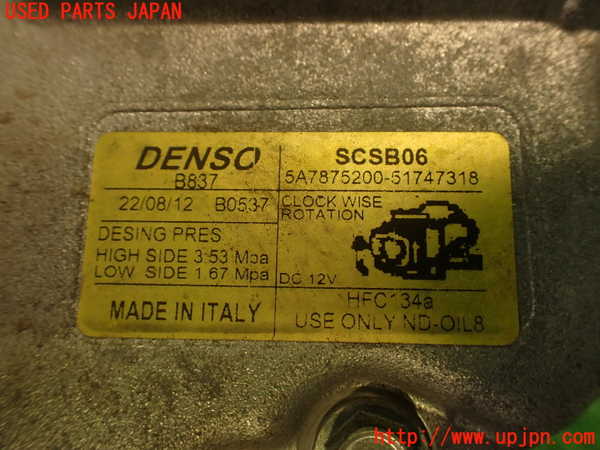 USED PARTS JAPAN
DENSO
B837
22/08/12 B0537
DESING PRES
HIGH SIDE 3.53 Mpa
LOW SIDE 1.67 Mpa
MADE IN ITALY
SCSB06
5A7875200-51747318
CLOCK WISE
ROTATION
DC 12V
HFC134a
USE ONLY ND-OIL8
http://www.upjpn.com/